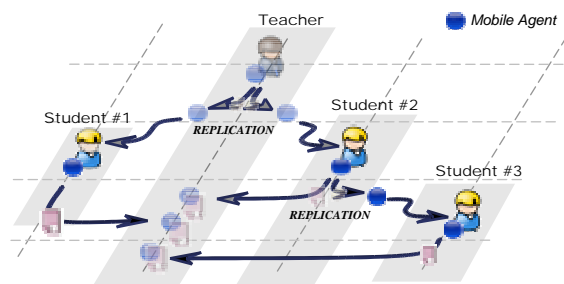 Teacher
Mobile Agent
Student #1
Student #2
REPLICATION
Student #3
REPLICATION